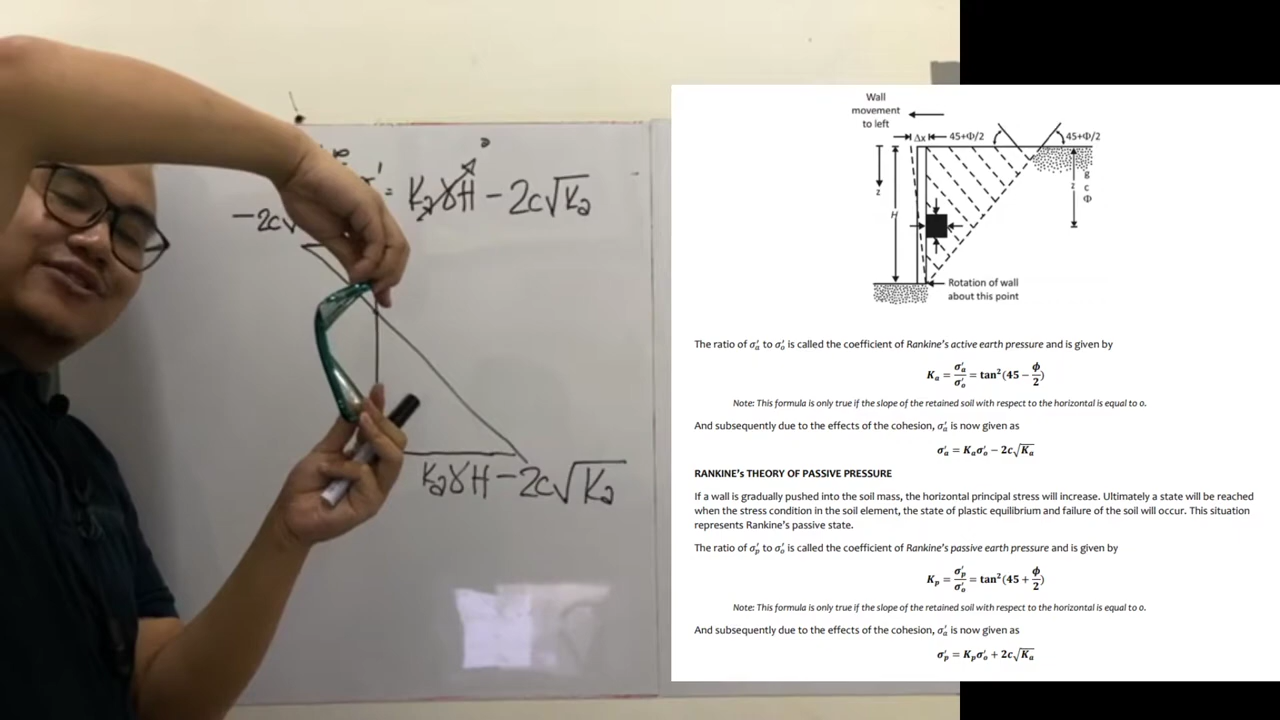 = K₂γH - 2c√K₂
-2c√
K₂γH - 2c√K₂
Wall
movement
to left
Δx
45+Φ/2
45+Φ/2
z
H
g
z
c
Φ
Rotation of wall
about this point
The ratio of σ′ₐ to σ′ₒ is called the coefficient of Rankine's active earth pressure and is given by
Kₐ = σ′ₐ/σ′ₒ = tan²(45 − ϕ/2)
Note: This formula is only true if the slope of the retained soil with respect to the horizontal is equal to 0.
And subsequently due to the effects of the cohesion, σ′ₐ is now given as
σ′ₐ = Kₐσ′ₒ − 2c√Kₐ
RANKINE's THEORY OF PASSIVE PRESSURE
If a wall is gradually pushed into the soil mass, the horizontal principal stress will increase. Ultimately a state will be reached
when the stress condition in the soil element, the state of plastic equilibrium and failure of the soil will occur. This situation
represents Rankine's passive state.
The ratio of σ′ₚ to σ′ₒ is called the coefficient of Rankine's passive earth pressure and is given by
Kₚ = σ′ₚ/σ′ₒ = tan²(45 + ϕ/2)
Note: This formula is only true if the slope of the retained soil with respect to the horizontal is equal to 0.
And subsequently due to the effects of the cohesion, σ′ₐ is now given as
σ′ₚ = Kₚσ′ₒ + 2c√Kₐ